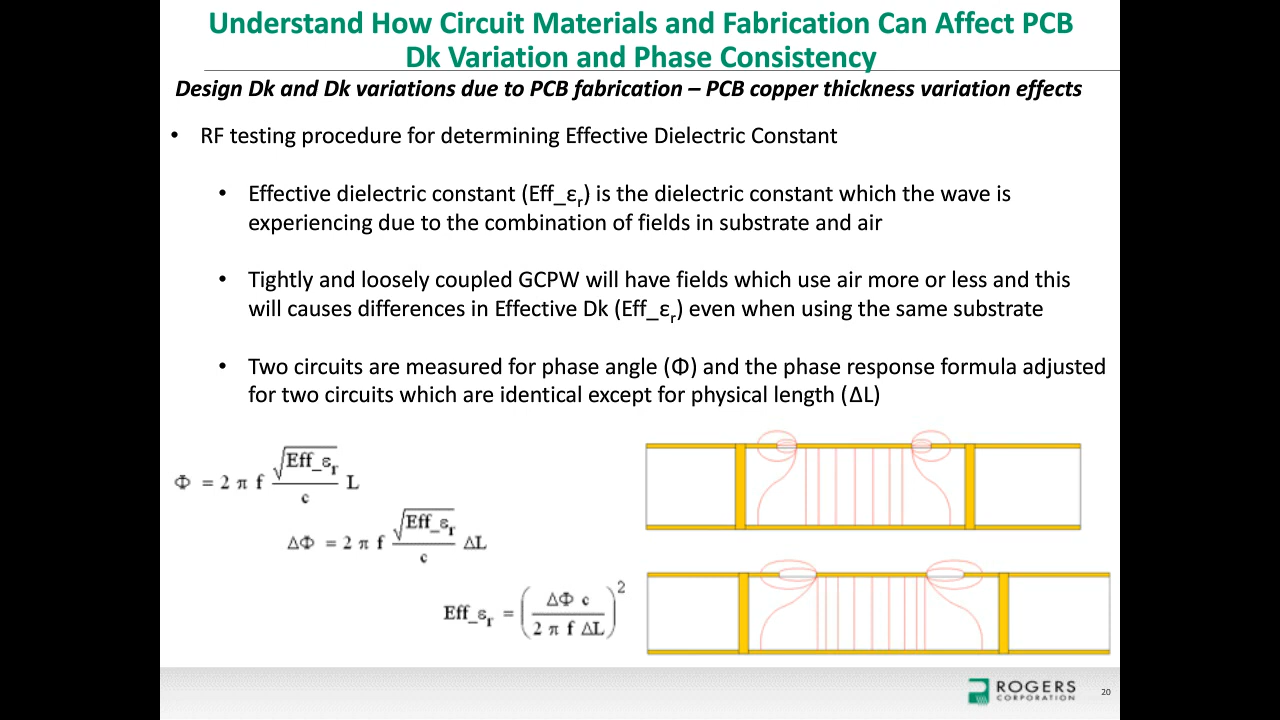 Understand How Circuit Materials and Fabrication Can Affect PCB
Dk Variation and Phase Consistency
Design Dk and Dk variations due to PCB fabrication – PCB copper thickness variation effects
• RF testing procedure for determining Effective Dielectric Constant
• Effective dielectric constant (Eff_εr) is the dielectric constant which the wave is
experiencing due to the combination of fields in substrate and air
• Tightly and loosely coupled GCPW will have fields which use air more or less and this
will causes differences in Effective Dk (Eff_εr) even when using the same substrate
• Two circuits are measured for phase angle (Φ) and the phase response formula adjusted
for two circuits which are identical except for physical length (ΔL)
Φ = 2 π f √Eff_εr / c L
ΔΦ = 2 π f √Eff_εr / c ΔL
Eff_εr = (ΔΦ c / 2 π f ΔL)²
ROGERS
CORPORATION
20